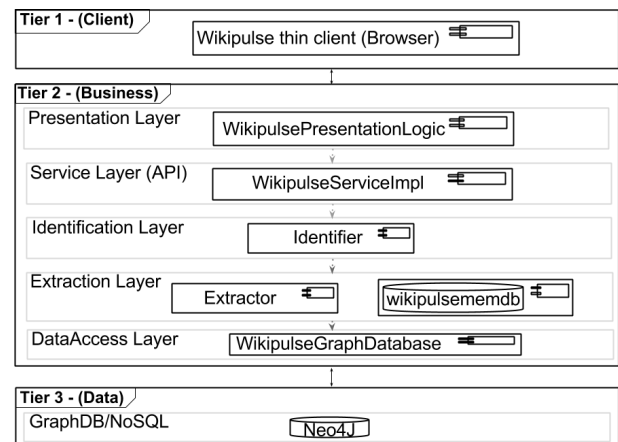 Tier 1 - (Client)
Wikipulse thin client (Browser)
Tier 2 - (Business)
Presentation Layer
WikipulsePresentationLogic
Service Layer (API)
WikipulseServiceImpl
Identification Layer
Identifier
Extraction Layer
Extractor
wikipulsememdb
DataAccess Layer
WikipulseGraphDatabase
Tier 3 - (Data)
GraphDB/NoSQL
Neo4J